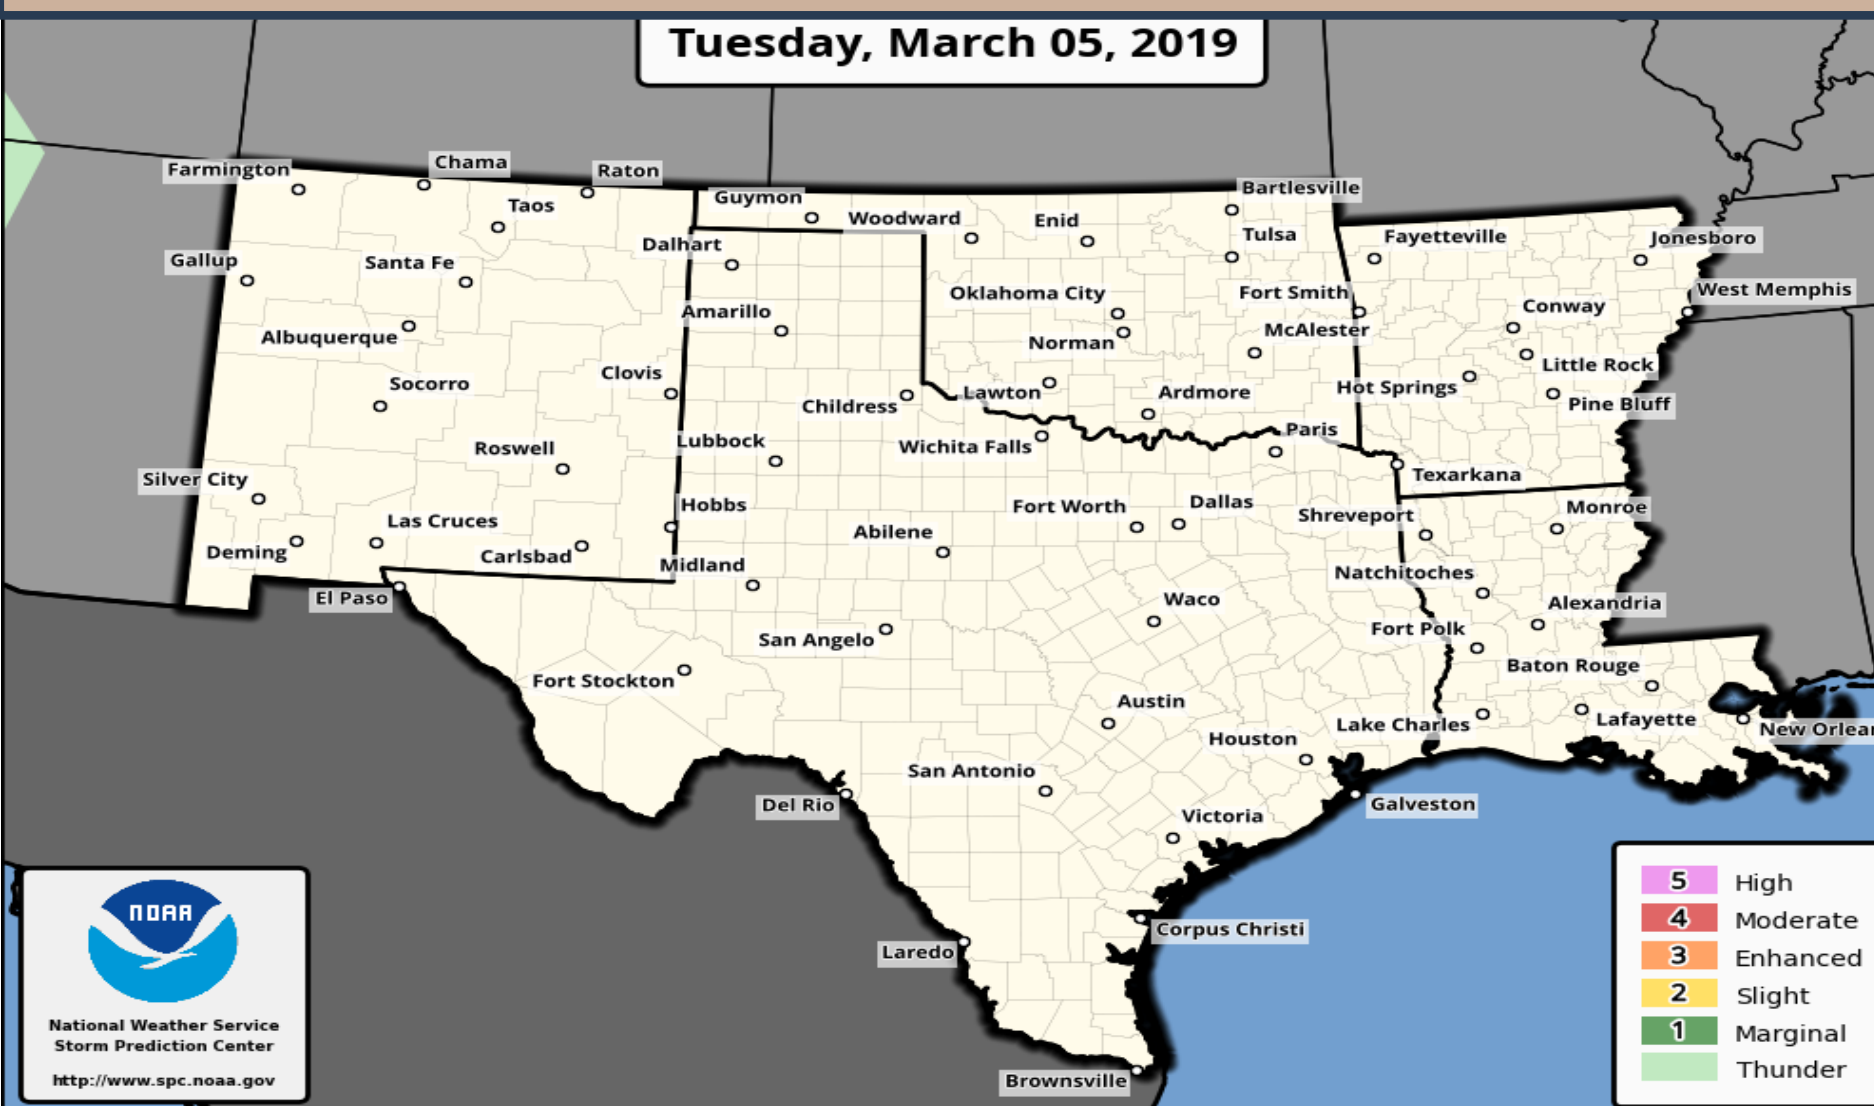 Tuesday, March 05, 2019
Chama
Farmington
Raton
Bartlesville
Guymon
Taos
Woodward
Enid
Tulsa
Fayetteville
Jonesboro
Dalhart
Gallup
Santa Fe
Oklahoma City
Fort Smith
West Memphis
Conway
Amarillo
McAlester
Albuquerque
Norman
Little Rock
Clovis
Socorro
Hot Springs
Lawton
Ardmore
Childress
Pine Bluff
Paris
Lubbock
Wichita Falls
Roswell
Texarkana
Silver City
Dallas
Hobbs
Fort Worth
Monroe
Shreveport
Las Cruces
Abilene
Deming
Carlsbad
Midland
Natchitoches
El Paso
Waco
Alexandria
Fort Polk
San Angelo
Baton Rouge
Fort Stockton
Austin
Lafayette
Lake Charles
New Orlean
Houston
San Antonio
Del Rio
Galveston
Victoria
Corpus Christi
Laredo
Brownsville
NOAA
National Weather Service
Storm Prediction Center
http://www.spc.noaa.gov
5 High
4 Moderate
3 Enhanced
2 Slight
1 Marginal
Thunder